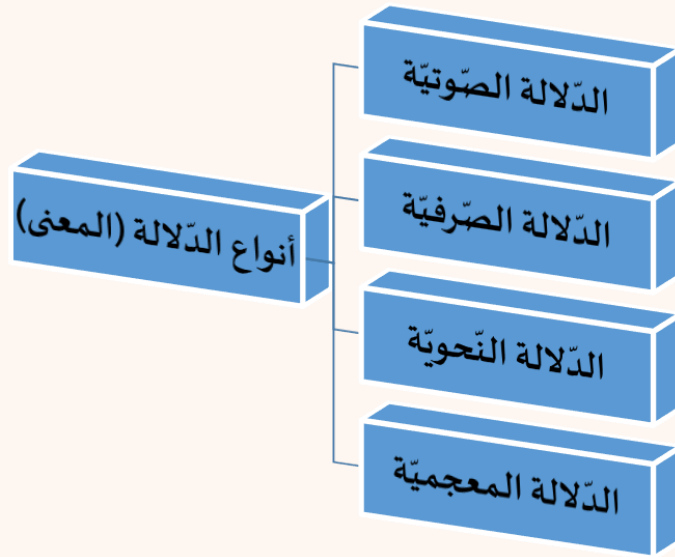 أنواع الدّلالة (المعنى)
الدّلالة الصّوتيّة
الدّلالة الصّرفيّة
الدّلالة النّحويّة
الدّلالة المعجميّة